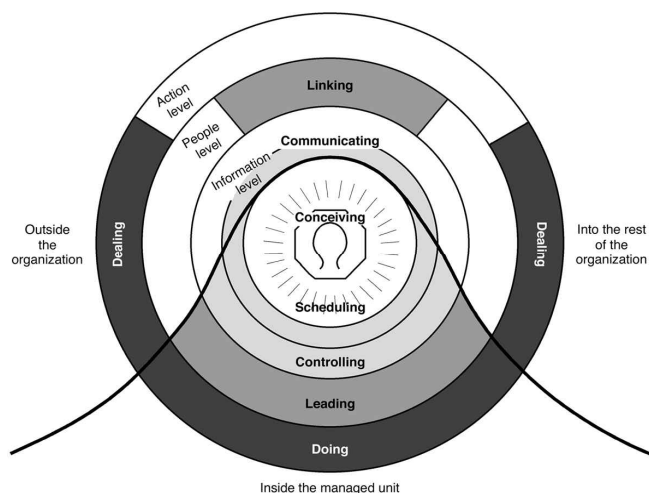 Linking
Action
level
People
level
Communicating
Information
level
Conceiving
Outside
the
organization
Dealing
Dealing
Into the rest
of the
organization
Scheduling
Controlling
Leading
Doing
Inside the managed unit